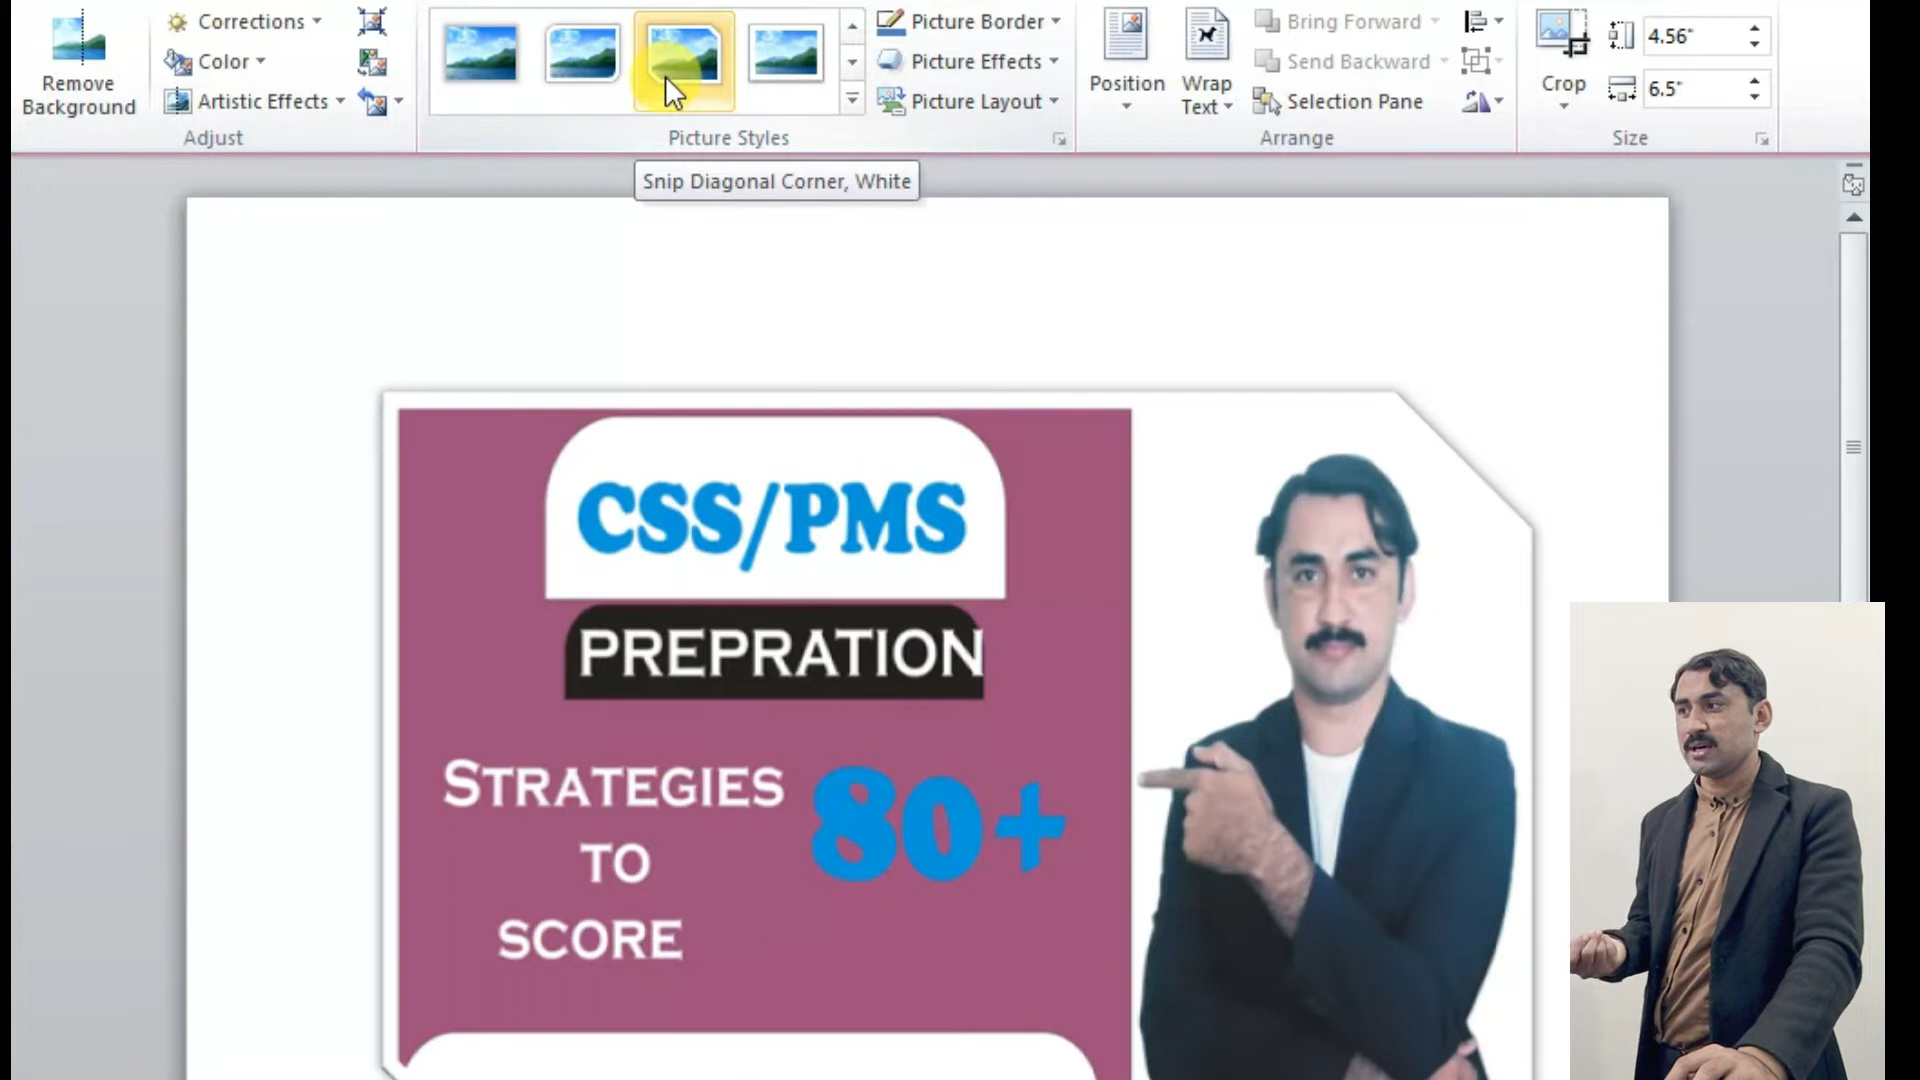 Remove
Background
Corrections
Color
Artistic Effects
Adjust
Picture Styles
Picture Border
Picture Effects
Picture Layout
Position
Wrap
Text
Bring Forward
Send Backward
Selection Pane
Arrange
Crop
4.56"
6.5"
Size
Snip Diagonal Corner, White
CSS/PMS
PREPRATION
STRATEGIES
TO
SCORE
80+